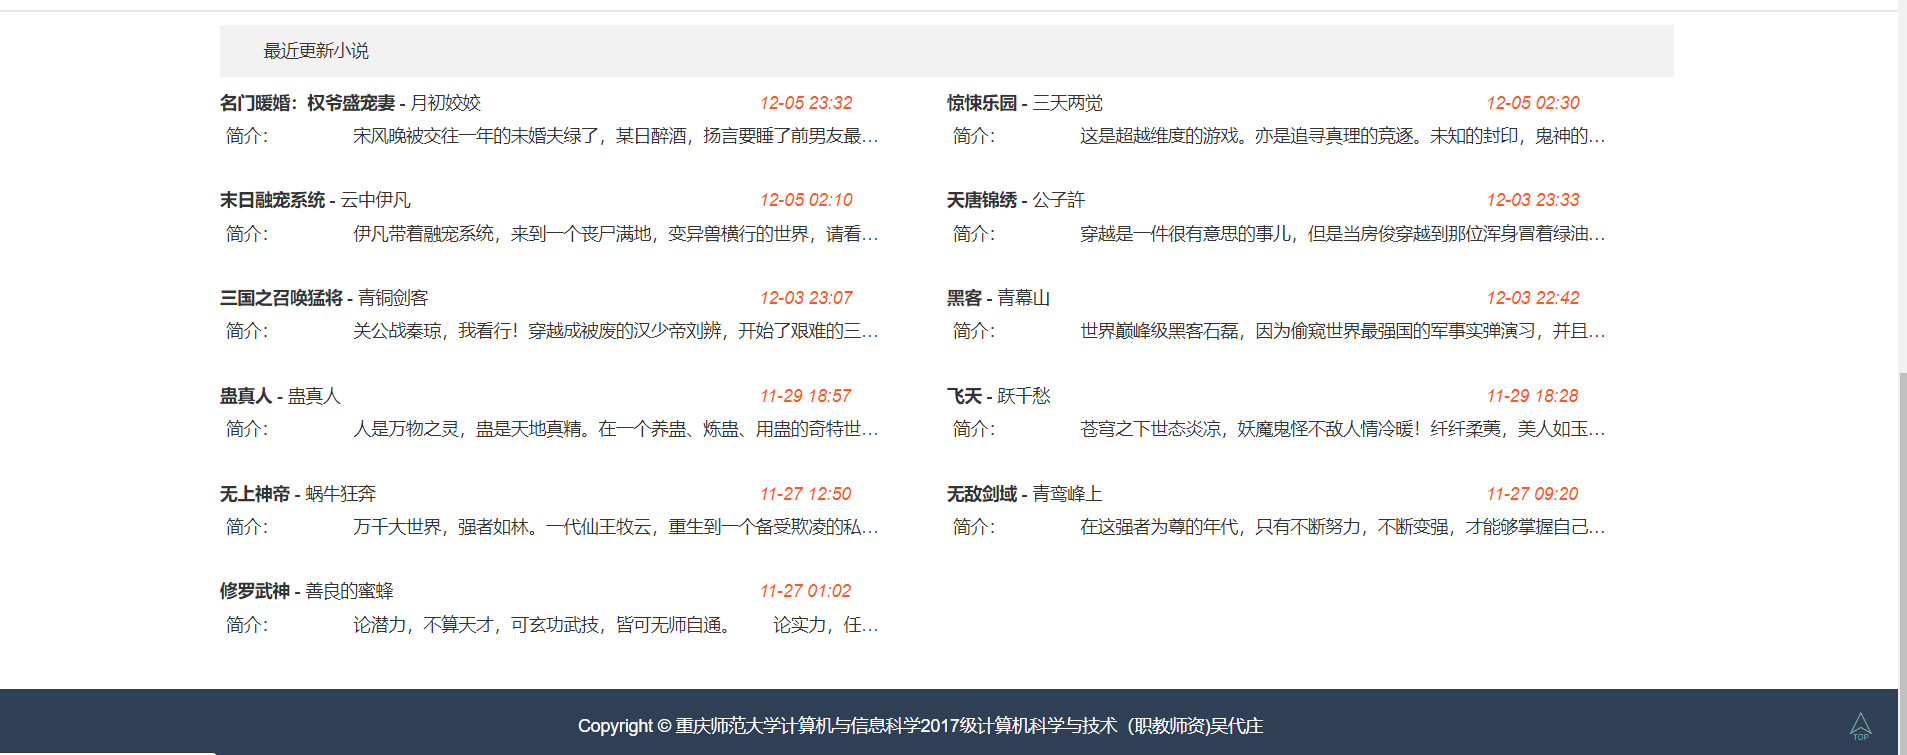 最近更新小说
名门暖婚：权爷盛宠妻 - 月初姣姣 12-05 23:32 惊悚乐园 - 三天两觉 12-05 02:30
简介： 宋风晚被交往一年的未婚夫绿了，某日醉酒，扬言要睡了前男友最… 简介： 这是超越维度的游戏。亦是追寻真理的竞逐。未知的封印，鬼神的…
末日融宠系统 - 云中伊凡 12-05 02:10 天唐锦绣 - 公子許 12-03 23:33
简介： 伊凡带着融宠系统，来到一个丧尸满地，变异兽横行的世界，请看… 简介： 穿越是一件很有意思的事儿，但是当房俊穿越到那位浑身冒着绿油…
三国之召唤猛将 - 青铜剑客 12-03 23:07 黑客 - 青幕山 12-03 22:42
简介： 关公战秦琼，我看行！穿越成被废的汉少帝刘辨，开始了艰难的三… 简介： 世界巅峰级黑客石磊，因为偷窥世界最强国的军事实弹演习，并且…
蛊真人 - 蛊真人 11-29 18:57 飞天 - 跃千愁 11-29 18:28
简介： 人是万物之灵，蛊是天地真精。在一个养蛊、炼蛊、用蛊的奇特世… 简介： 苍穹之下世态炎凉，妖魔鬼怪不敌人情冷暖！纤纤柔荑，美人如玉…
无上神帝 - 蜗牛狂奔 11-27 12:50 无敌剑域 - 青鸾峰上 11-27 09:20
简介： 万千大世界，强者如林。一代仙王牧云，重生到一个备受欺凌的私… 简介： 在这强者为尊的年代，只有不断努力，不断变强，才能够掌握自己…
修罗武神 - 善良的蜜蜂 11-27 01:02
简介： 论潜力，不算天才，可玄功武技，皆可无师自通。 论实力，任…
Copyright © 重庆师范大学计算机与信息科学2017级计算机科学与技术（职教师资)吴代庄
TOP